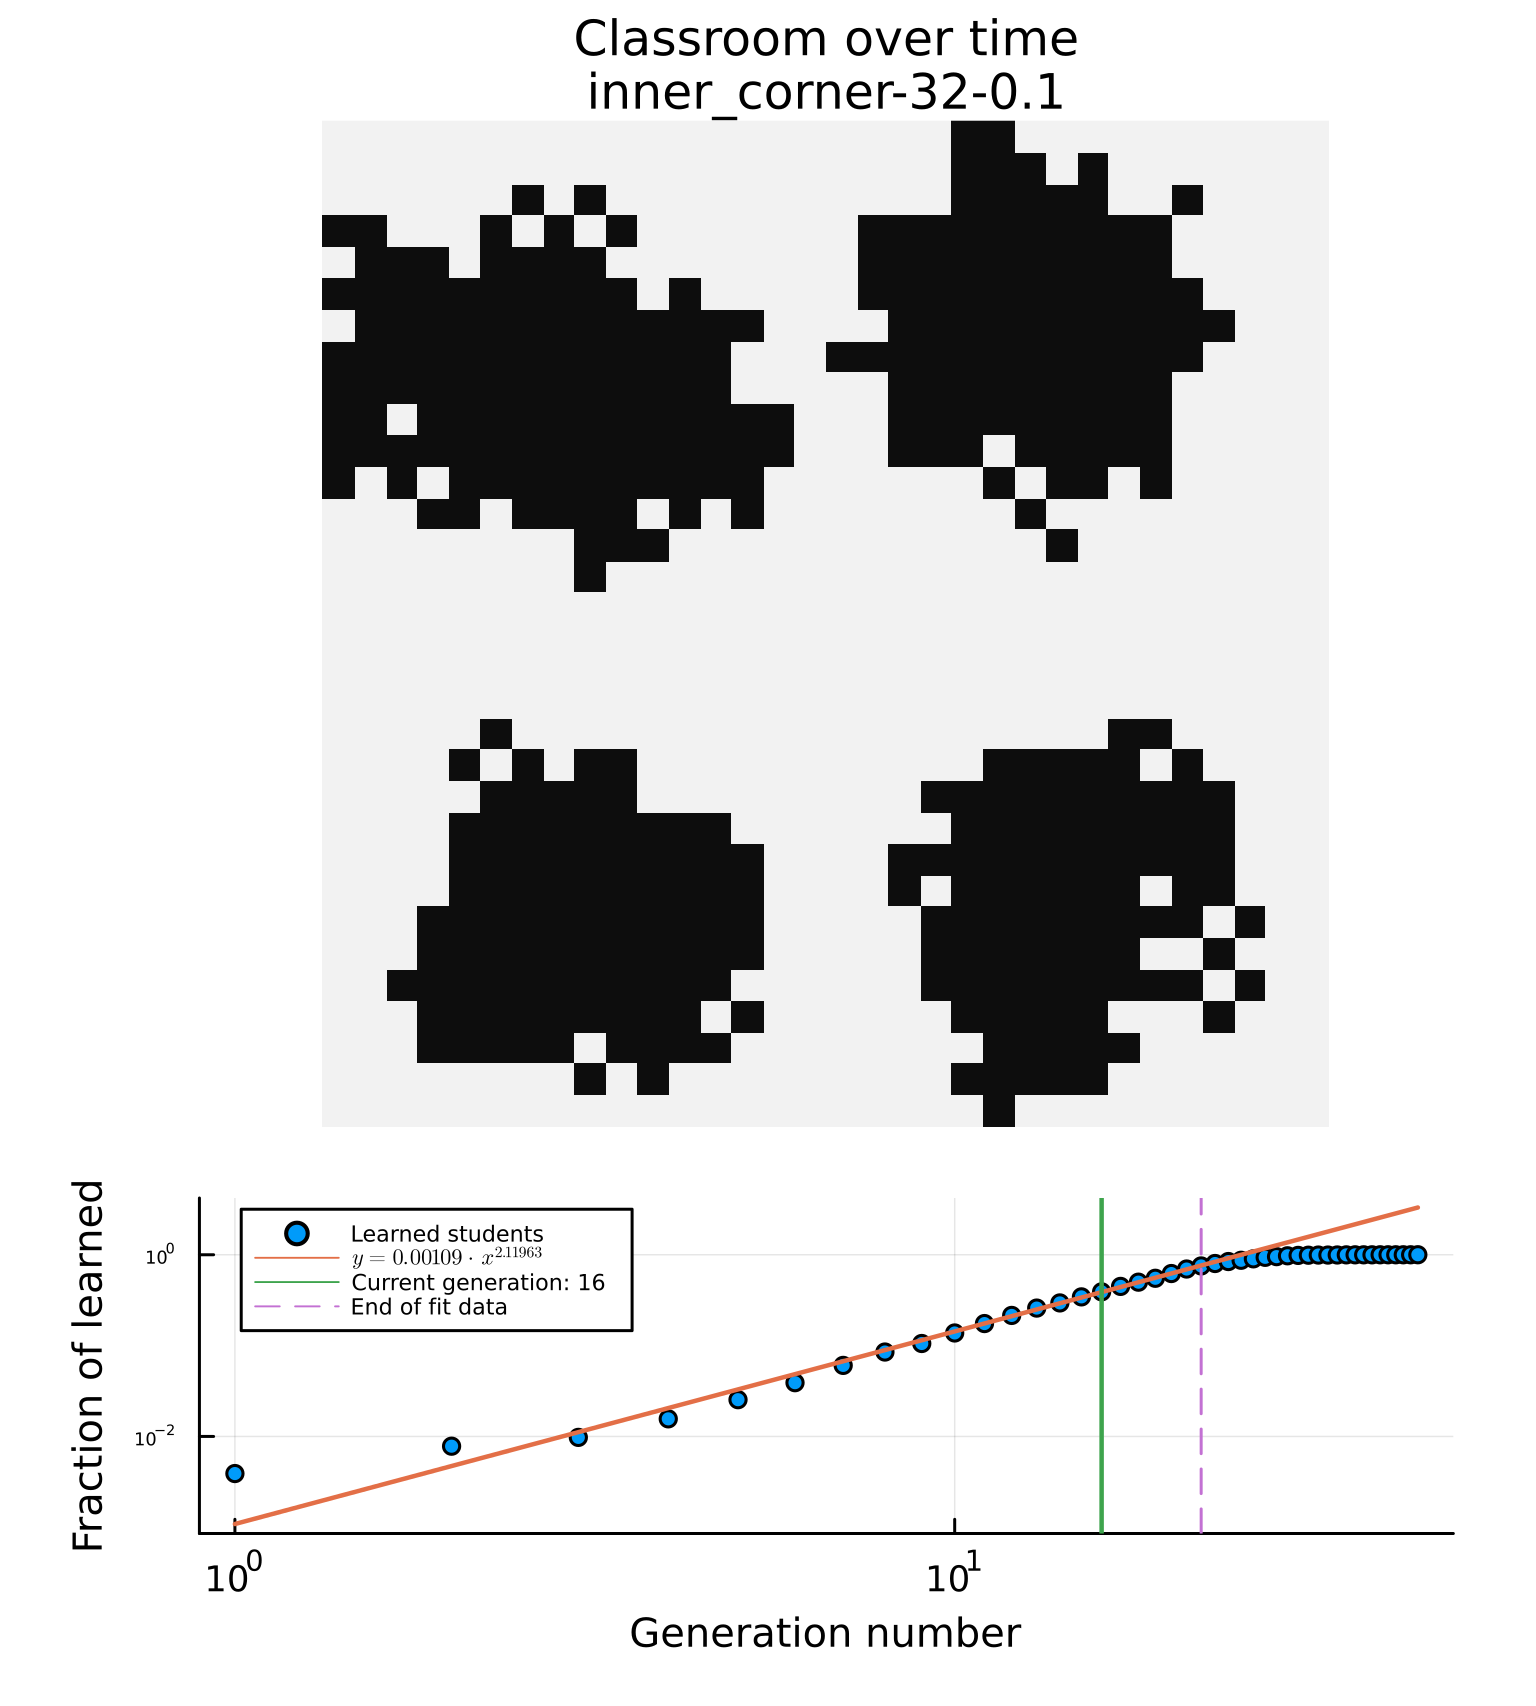 Classroom over time
inner_corner-32-0.1
Fraction of learned
10^0
10^-2
Learned students
y = 0.00109 · x^2.11963
Current generation: 16
End of fit data
10^0
10^1
Generation number